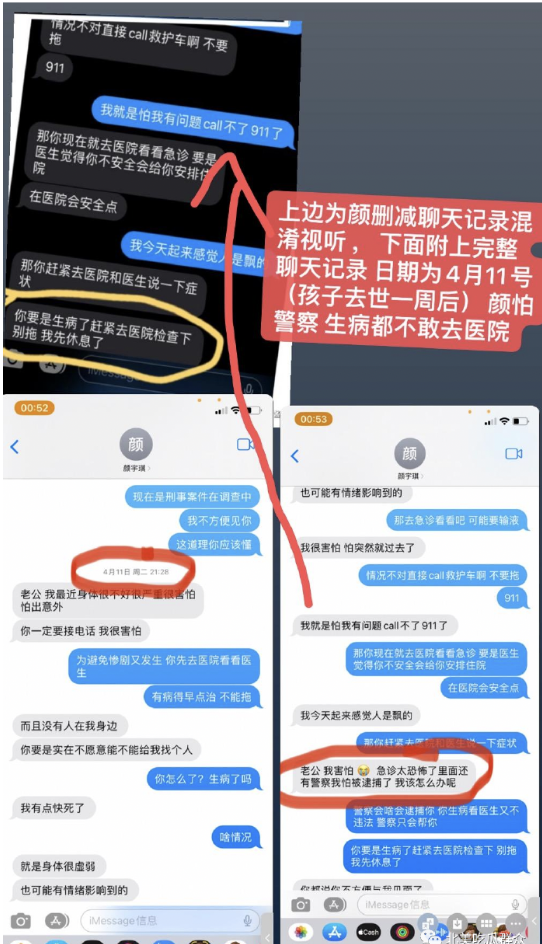 情况不对直接call救护车啊 不要
拖
911
我就是怕我有问题call不了911了
那你现在就去医院看看急诊 要是
医生觉得你不安全会给你安排住
院
在医院会安全点
我今天起来感觉人是飘的
那你赶紧去医院和医生说一下症
状
你要是生病了赶紧去医院检查下
别拖 我先休息了
iMessage
上边为颜删减聊天记录混
淆视听， 下面附上完整
聊天记录 日期为4月11号
（孩子去世一周后） 颜怕
警察 生病都不敢去医院
00:52
颜
颜宇琪
现在是刑事案件在调查中
我不方便见你
这道理你应该懂
4月11日 周二 21:28
老公 我最近身体很不好很严重很害怕
怕出意外
你一定要接电话 我很害怕
为避免惨剧又发生 你先去医院看看医
生
有病得早点治 不能拖
而且没有人在我身边
你要是实在不愿意能不能给我找个人
你怎么了？生病了吗
我有点快死了
啥情况
就是身体很虚弱
也可能有情绪影响到的
iMessage信息
00:53
颜
颜宇琪
也可能有情绪影响到的
那去急诊看看吧 可能要输液
我很害怕 怕突然就过去了
情况不对直接call救护车啊 不要拖
911
我就是怕我有问题call不了911了
那你现在就去医院看看急诊 要是医生
觉得你不安全会给你安排住院
在医院会安全点
我今天起来感觉人是飘的
那你赶紧去医院和医生说一下症状
老公 我害怕 😭 急诊太恐怖了里面还
有警察我怕被逮捕了 我该怎么办呢
警察会啥会逮捕你 你生病看医生又不
违法 警察只会帮你
你要是生病了赶紧去医院检查下 别拖
我先休息了
你都说你不方便与我见面了
iMessage信息
Cash
北美吃瓜群众